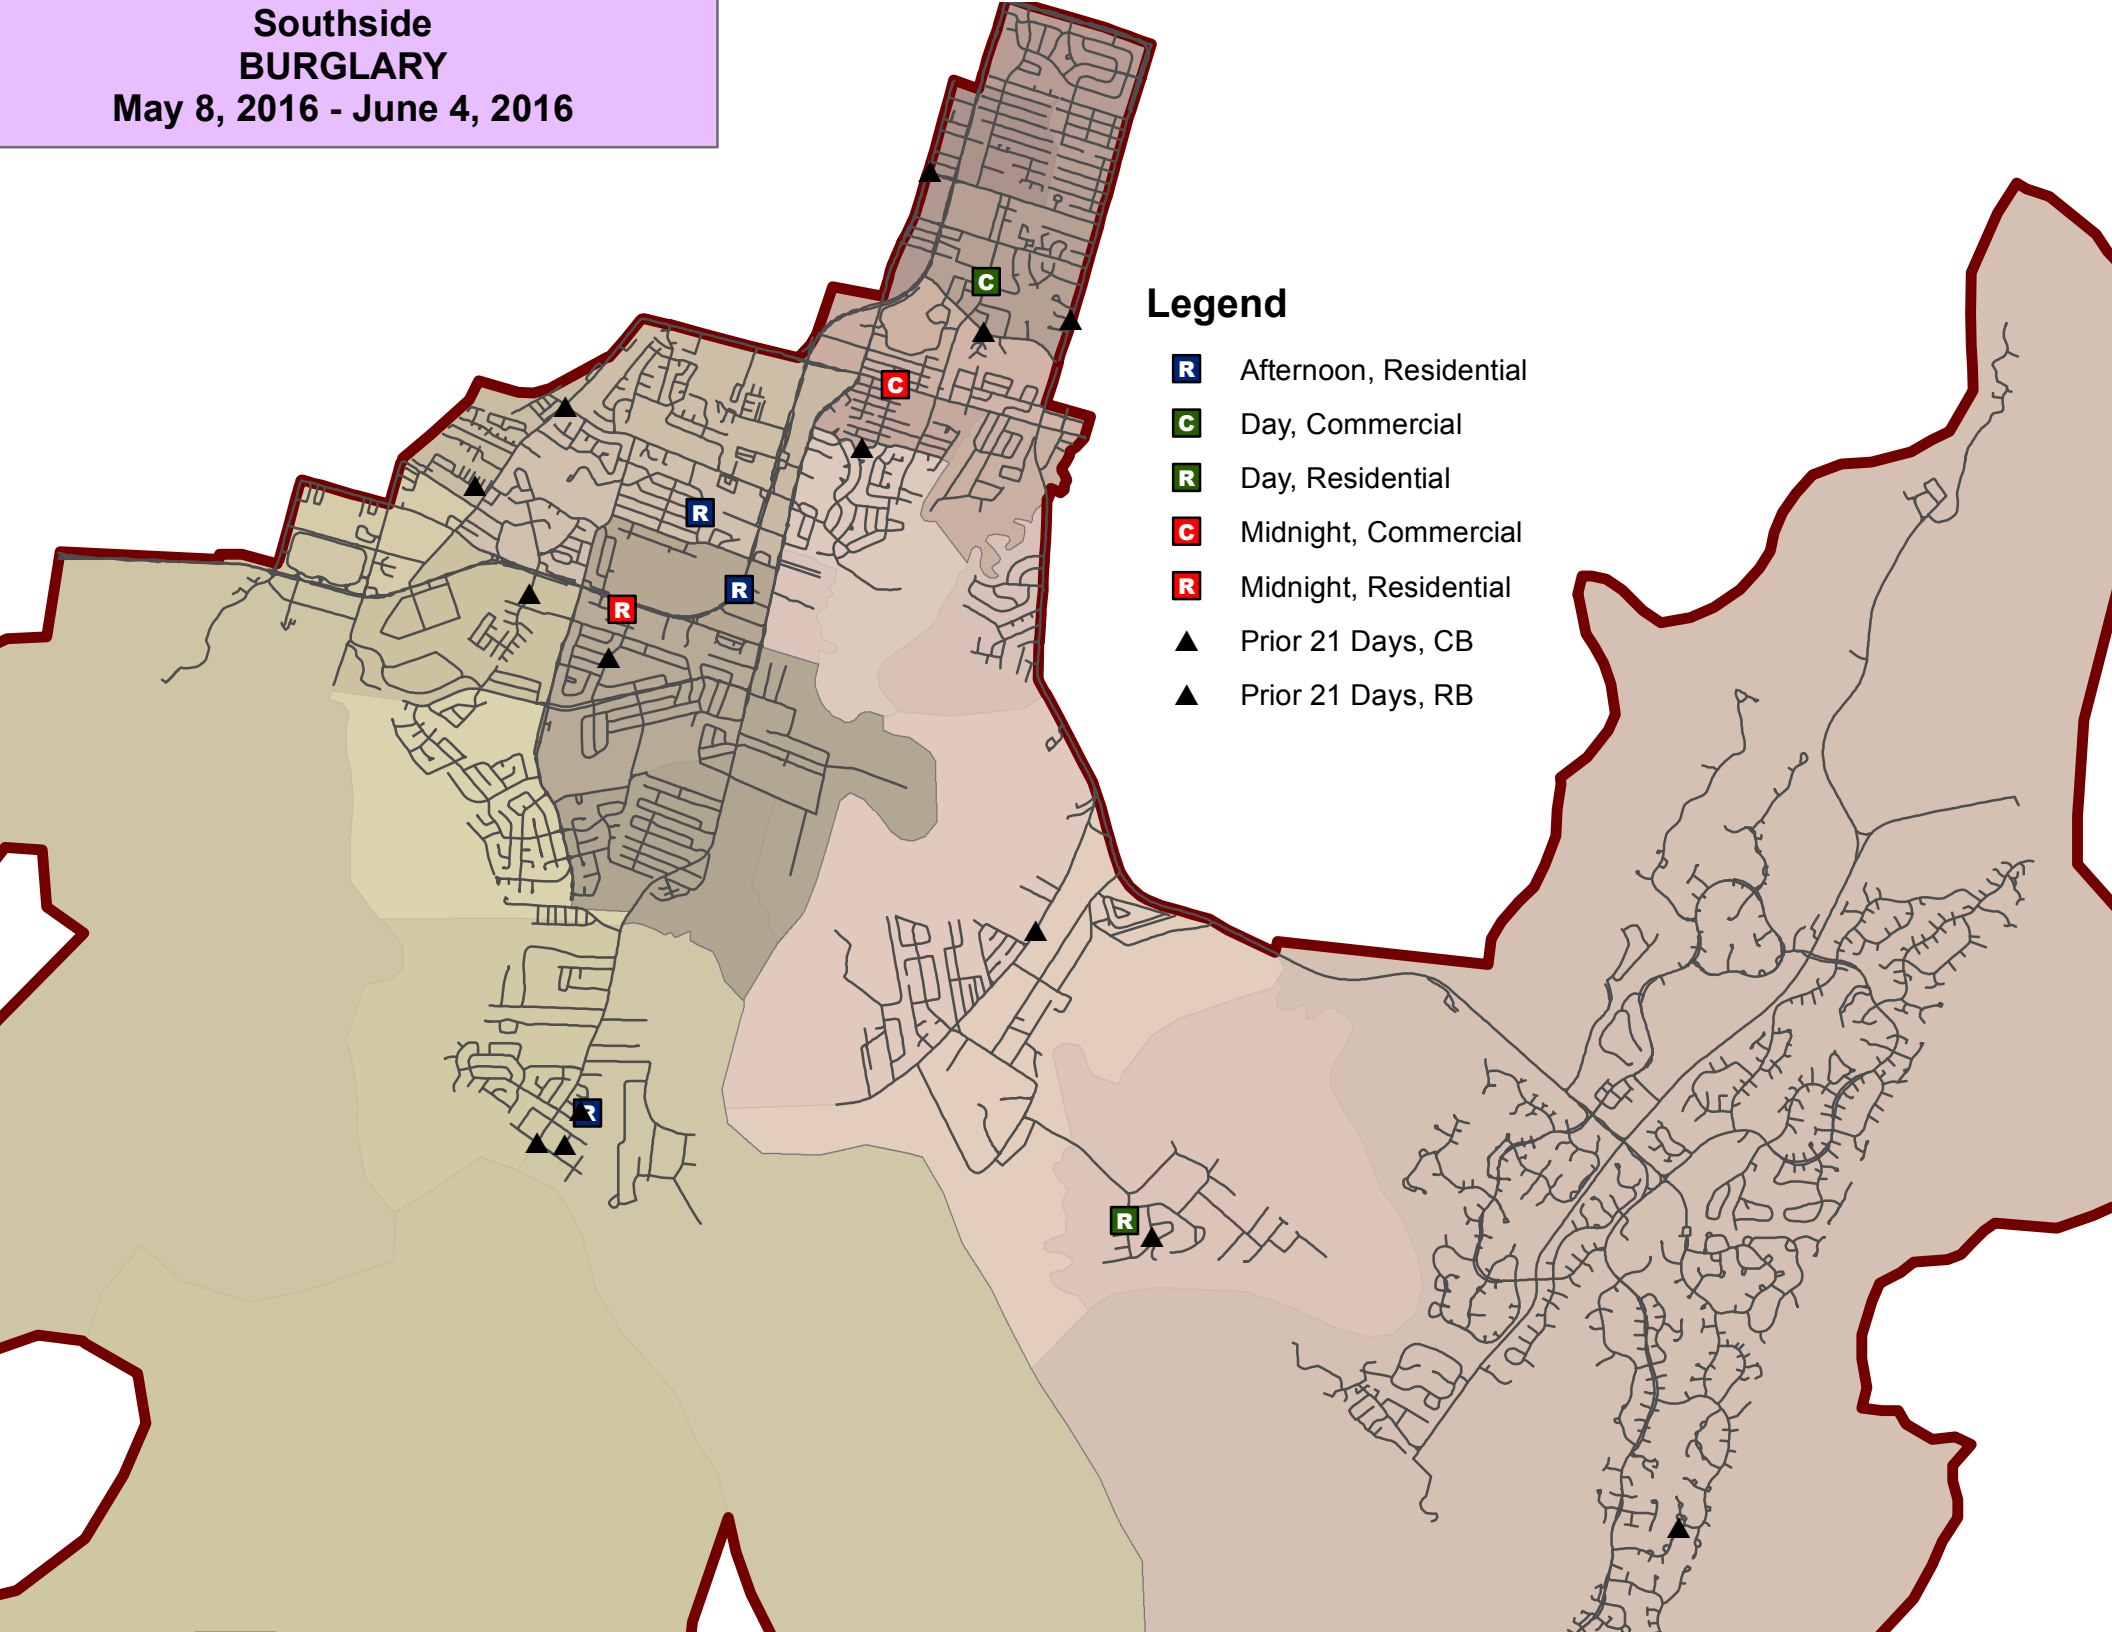 Southside
BURGLARY
May 8, 2016 - June 4, 2016
C
Legend
R Afternoon, Residential
C
C Day, Commercial
R Day, Residential
R
C Midnight, Commercial
R
R
R Midnight, Residential
Prior 21 Days, CB
Prior 21 Days, RB
R
R